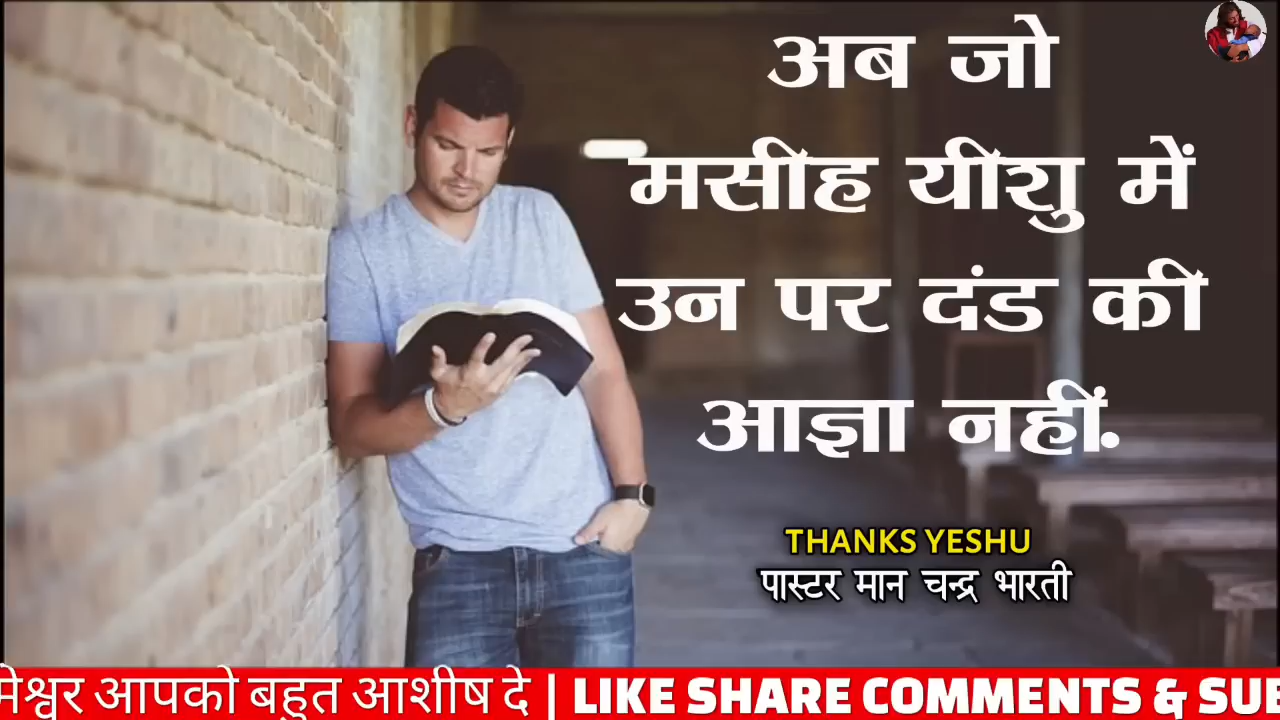 अब जो
मसीह यीशु में
उन पर दंड की
आज्ञा नहीं.
THANKS YESHU
पास्टर मान चन्द्र भारती
आपको बहुत आशीष दे | LIKE SHARE COMMENTS &